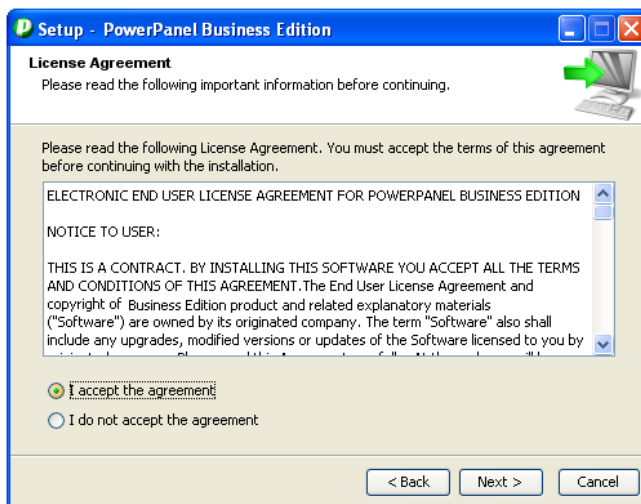 Setup - PowerPanel Business Edition
License Agreement
Please read the following important information before continuing.
Please read the following License Agreement. You must accept the terms of this agreement
before continuing with the installation.
ELECTRONIC END USER LICENSE AGREEMENT FOR POWERPANEL BUSINESS EDITION
NOTICE TO USER:
THIS IS A CONTRACT. BY INSTALLING THIS SOFTWARE YOU ACCEPT ALL THE TERMS
AND CONDITIONS OF THIS AGREEMENT.The End User License Agreement and
copyright of Business Edition product and related explanatory materials
("Software") are owned by its originated company. The term "Software" also shall
include any upgrades, modified versions or updates of the Software licensed to you by
I accept the agreement
I do not accept the agreement
< Back Next > Cancel